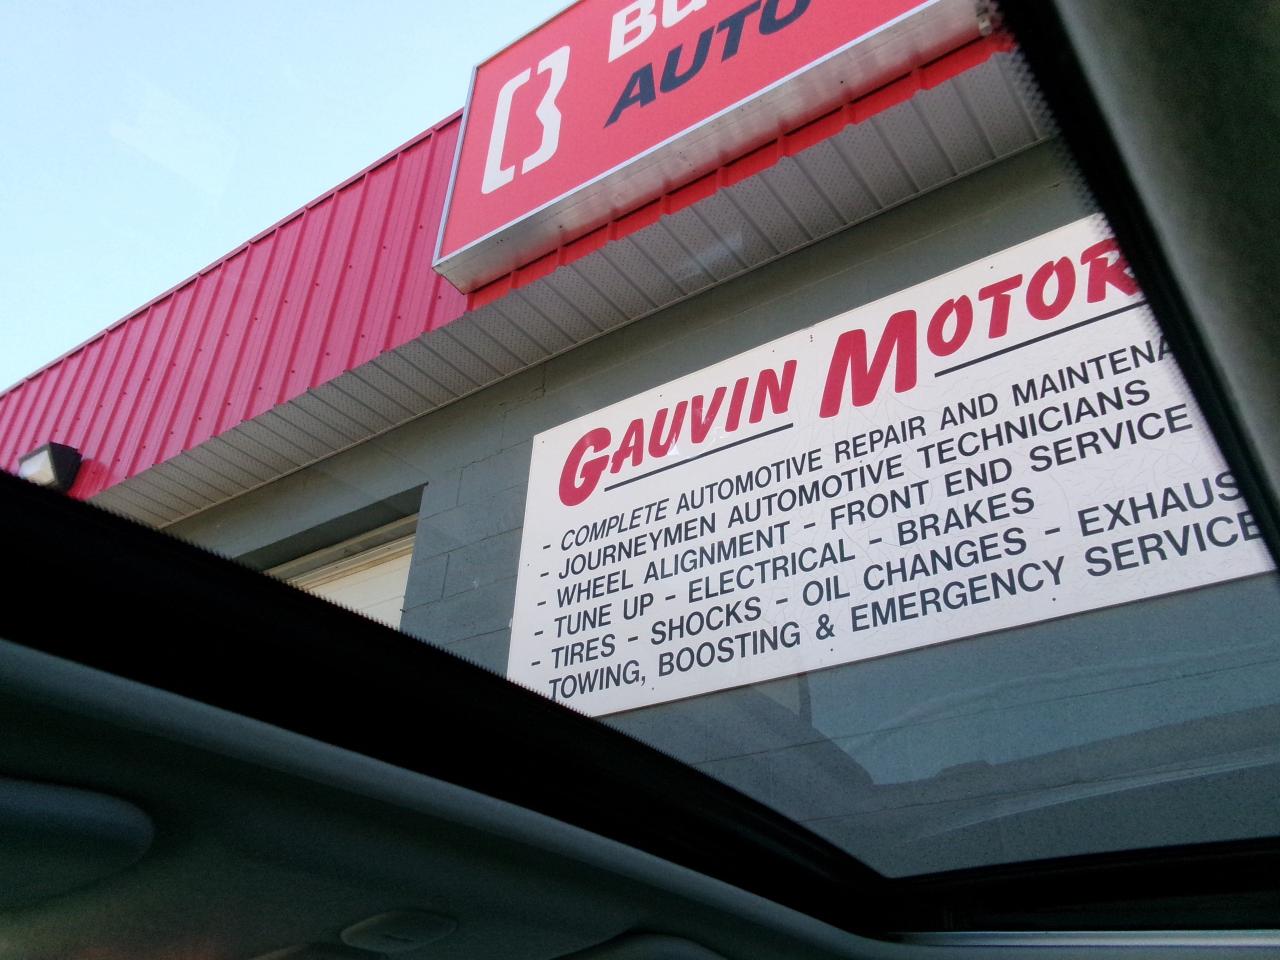 AUTO
GAUVIN MOTOR
- COMPLETE AUTOMOTIVE REPAIR AND MAINTENA
- JOURNEYMEN AUTOMOTIVE TECHNICIANS
- WHEEL ALIGNMENT - FRONT END SERVICE
- TUNE UP - ELECTRICAL - BRAKES
- TIRES - SHOCKS - OIL CHANGES - EXHAUS
TOWING, BOOSTING & EMERGENCY SERVICE